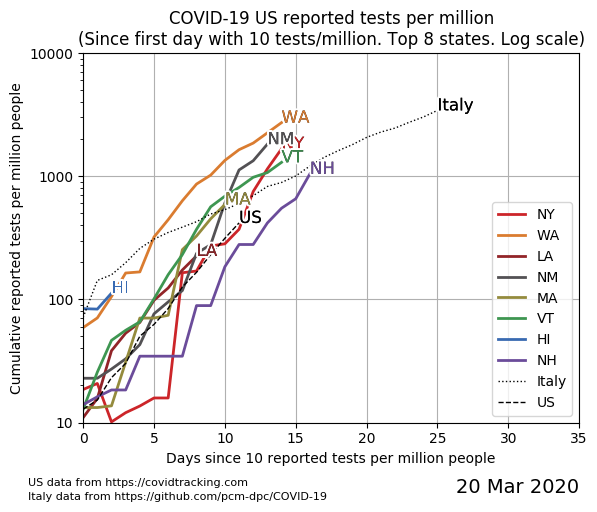 COVID-19 US reported tests per million
(Since first day with 10 tests/million. Top 8 states. Log scale)
Cumulative reported tests per million people
10000
1000
100
10
WA
Italy
NM
NY
VT
NH
MA
US
LA
HI
NY
WA
LA
NM
MA
VT
HI
NH
Italy
US
0 5 10 15 20 25 30 35
Days since 10 reported tests per million people
US data from https://covidtracking.com
Italy data from https://github.com/pcm-dpc/COVID-19
20 Mar 2020